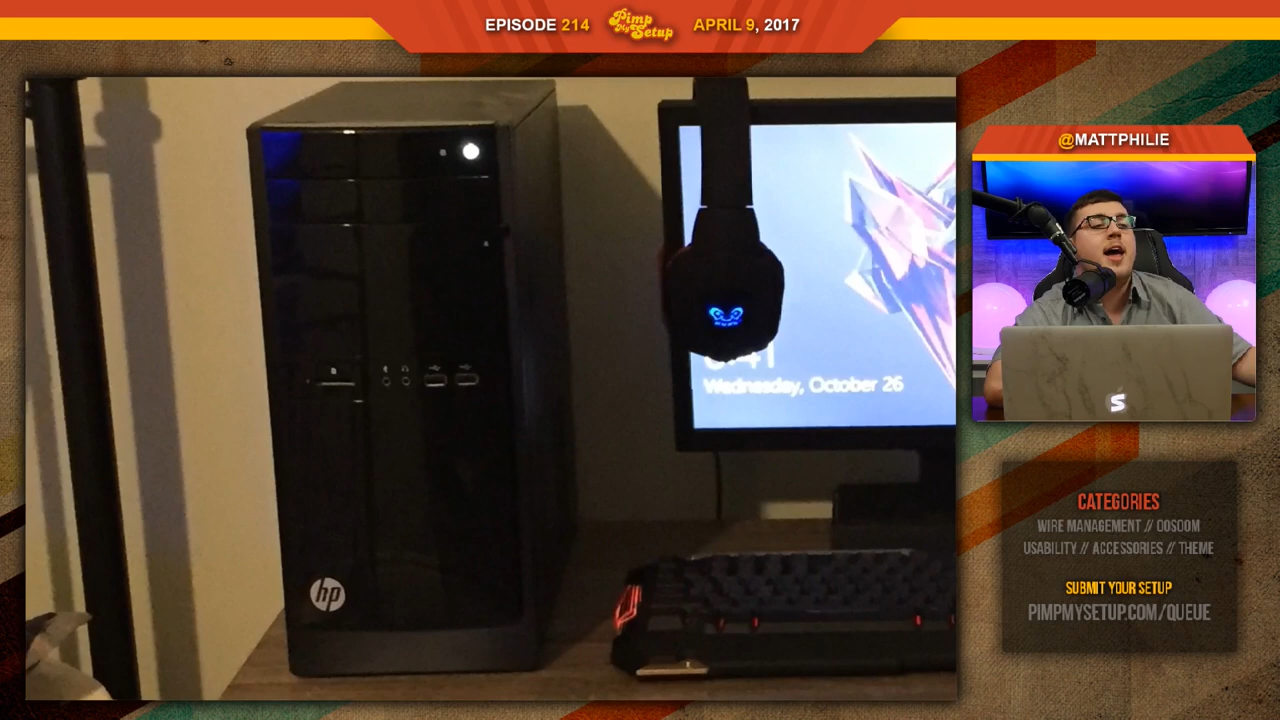 EPISODE 214
Pimp
My
Setup
APRIL 9, 2017
@MATTPHILIE
hp
Wednesday, October 26
S
CATEGORIES
WIRE MANAGEMENT // OOSOOM
USABILITY // ACCESSORIES // THEME
SUBMIT YOUR SETUP
PIMPMYSETUP.COM/QUEUE